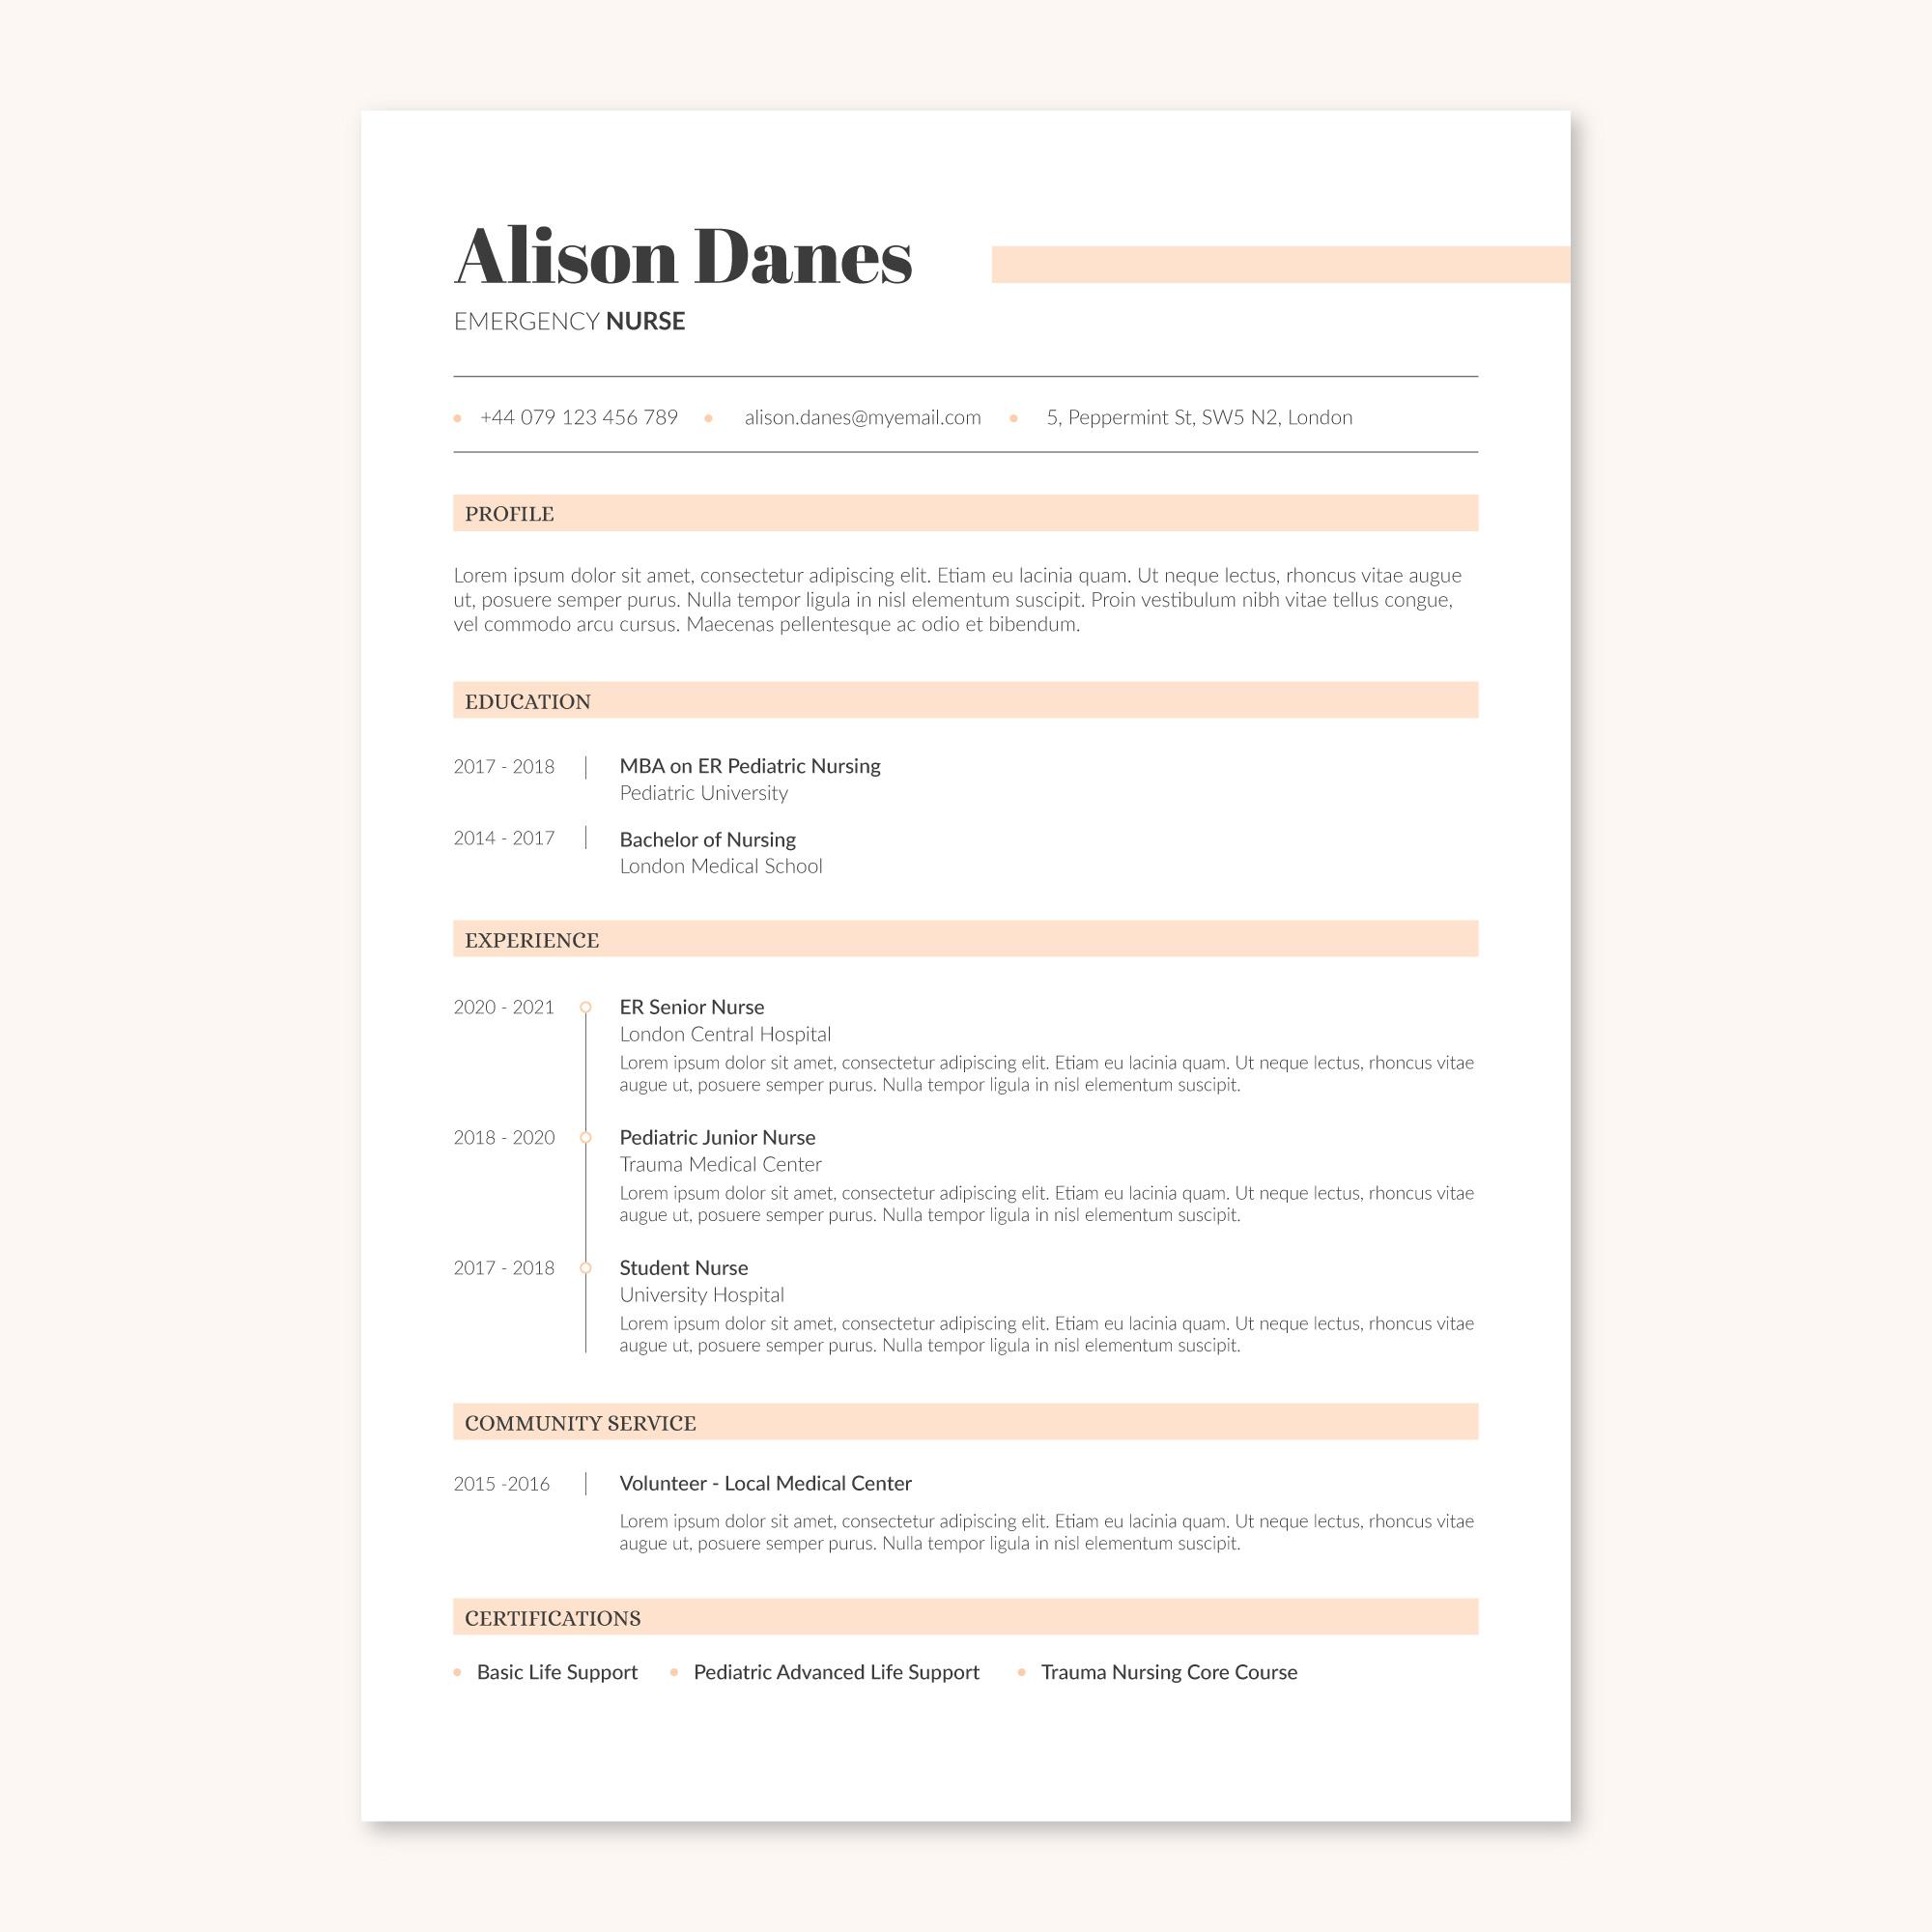 Alison Danes
EMERGENCY NURSE
+44 079 123 456 789 alison.danes@myemail.com 5, Peppermint St, SW5 N2, London
PROFILE
Lorem ipsum dolor sit amet, consectetur adipiscing elit. Etiam eu lacinia quam. Ut neque lectus, rhoncus vitae augue
ut, posuere semper purus. Nulla tempor ligula in nisl elementum suscipit. Proin vestibulum nibh vitae tellus congue,
vel commodo arcu cursus. Maecenas pellentesque ac odio et bibendum.
EDUCATION
2017 - 2018 MBA on ER Pediatric Nursing
Pediatric University
2014 - 2017 Bachelor of Nursing
London Medical School
EXPERIENCE
2020 - 2021 ER Senior Nurse
London Central Hospital
Lorem ipsum dolor sit amet, consectetur adipiscing elit. Etiam eu lacinia quam. Ut neque lectus, rhoncus vitae
augue ut, posuere semper purus. Nulla tempor ligula in nisl elementum suscipit.
2018 - 2020 Pediatric Junior Nurse
Trauma Medical Center
Lorem ipsum dolor sit amet, consectetur adipiscing elit. Etiam eu lacinia quam. Ut neque lectus, rhoncus vitae
augue ut, posuere semper purus. Nulla tempor ligula in nisl elementum suscipit.
2017 - 2018 Student Nurse
University Hospital
Lorem ipsum dolor sit amet, consectetur adipiscing elit. Etiam eu lacinia quam. Ut neque lectus, rhoncus vitae
augue ut, posuere semper purus. Nulla tempor ligula in nisl elementum suscipit.
COMMUNITY SERVICE
2015 -2016 Volunteer - Local Medical Center
Lorem ipsum dolor sit amet, consectetur adipiscing elit. Etiam eu lacinia quam. Ut neque lectus, rhoncus vitae
augue ut, posuere semper purus. Nulla tempor ligula in nisl elementum suscipit.
CERTIFICATIONS
Basic Life Support Pediatric Advanced Life Support Trauma Nursing Core Course